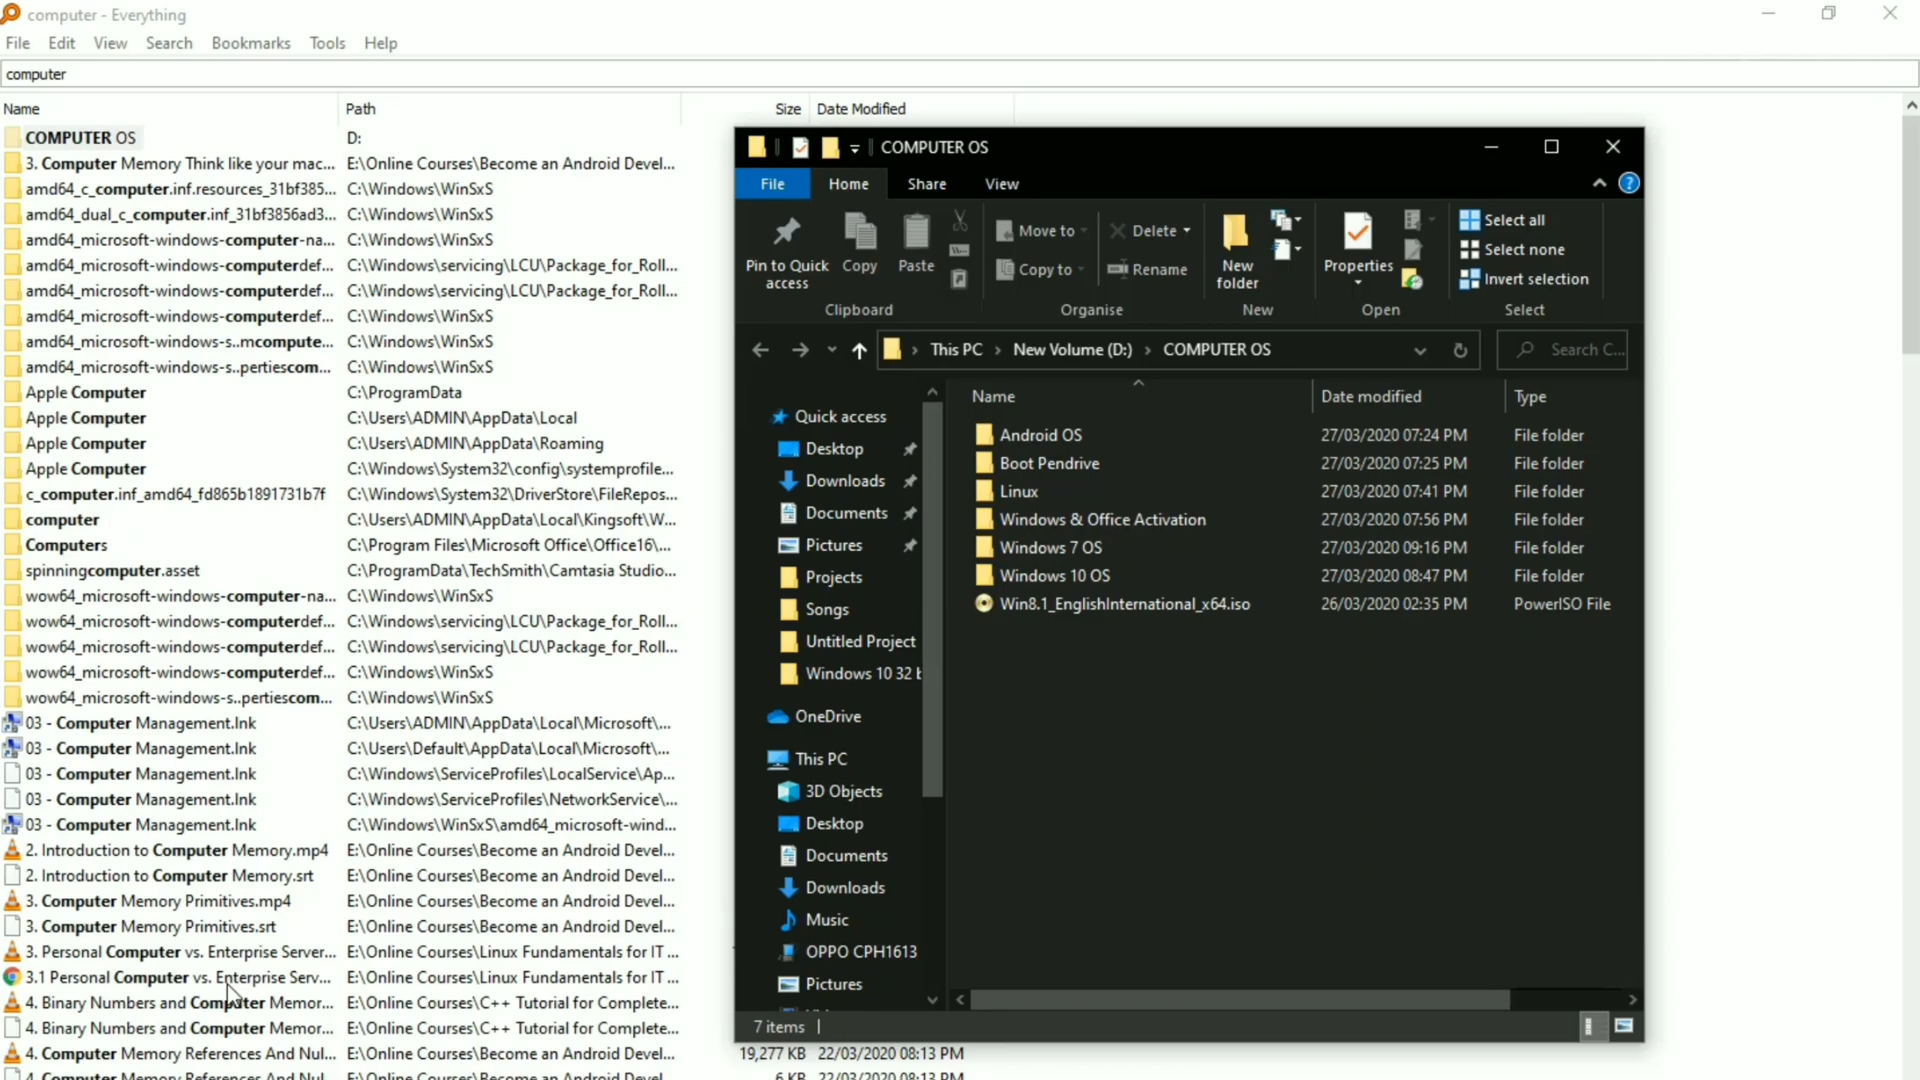 computer - Everything
File Edit View Search Bookmarks Tools Help
computer
Name Path Size Date Modified
COMPUTER OS D:
3. Computer Memory Think like your mac... E:\Online Courses\Become an Android Devel...
amd64_c_computer.inf.resources_31bf385... C:\Windows\WinSxS
amd64_dual_c_computer.inf_31bf3856ad3... C:\Windows\WinSxS
amd64_microsoft-windows-computer-na... C:\Windows\WinSxS
amd64_microsoft-windows-computerdef... C:\Windows\servicing\LCU\Package_for_Roll...
amd64_microsoft-windows-computerdef... C:\Windows\servicing\LCU\Package_for_Roll...
amd64_microsoft-windows-computerdef... C:\Windows\WinSxS
amd64_microsoft-windows-s..mcompute... C:\Windows\WinSxS
amd64_microsoft-windows-s..pertiescom... C:\Windows\WinSxS
Apple Computer C:\ProgramData
Apple Computer C:\Users\ADMIN\AppData\Local
Apple Computer C:\Users\ADMIN\AppData\Roaming
Apple Computer C:\Windows\System32\config\systemprofile...
c_computer.inf_amd64_fd865b1891731b7f C:\Windows\System32\DriverStore\FileRepos...
computer C:\Users\ADMIN\AppData\Local\Kingsoft\W...
Computers C:\Program Files\Microsoft Office\Office16\...
spinningcomputer.asset C:\ProgramData\TechSmith\Camtasia Studio...
wow64_microsoft-windows-computer-na... C:\Windows\WinSxS
wow64_microsoft-windows-computerdef... C:\Windows\servicing\LCU\Package_for_Roll...
wow64_microsoft-windows-computerdef... C:\Windows\servicing\LCU\Package_for_Roll...
wow64_microsoft-windows-computerdef... C:\Windows\WinSxS
wow64_microsoft-windows-s..pertiescom... C:\Windows\WinSxS
03 - Computer Management.lnk C:\Users\ADMIN\AppData\Local\Microsoft\...
03 - Computer Management.lnk C:\Users\Default\AppData\Local\Microsoft\...
03 - Computer Management.lnk C:\Windows\ServiceProfiles\LocalService\Ap...
03 - Computer Management.lnk C:\Windows\ServiceProfiles\NetworkService\...
03 - Computer Management.lnk C:\Windows\WinSxS\amd64_microsoft-wind...
2. Introduction to Computer Memory.mp4 E:\Online Courses\Become an Android Devel...
2. Introduction to Computer Memory.srt E:\Online Courses\Become an Android Devel...
3. Computer Memory Primitives.mp4 E:\Online Courses\Become an Android Devel...
3. Computer Memory Primitives.srt E:\Online Courses\Become an Android Devel...
3. Personal Computer vs. Enterprise Server... E:\Online Courses\Linux Fundamentals for IT ...
3.1 Personal Computer vs. Enterprise Serv... E:\Online Courses\Linux Fundamentals for IT ...
4. Binary Numbers and Computer Memor... E:\Online Courses\C++ Tutorial for Complete...
4. Binary Numbers and Computer Memor... E:\Online Courses\C++ Tutorial for Complete...
4. Computer Memory References And Nul... E:\Online Courses\Become an Android Devel... 19,277 KB 22/03/2020 08:13 PM
4. Computer Memory References And Nul... E:\Online Courses\Become an Android Devel... 6 KB 22/03/2020 08:13 PM
COMPUTER OS
File Home Share View
Pin to Quick access Copy Paste
Move to Copy to Delete Rename
New folder
Properties
Select all
Select none
Invert selection
Clipboard Organise New Open Select
This PC New Volume (D:) COMPUTER OS Search C...
Quick access
Desktop
Downloads
Documents
Pictures
Projects
Songs
Untitled Project
Windows 10 32 b
OneDrive
This PC
3D Objects
Desktop
Documents
Downloads
Music
OPPO CPH1613
Pictures
Name Date modified Type
Android OS 27/03/2020 07:24 PM File folder
Boot Pendrive 27/03/2020 07:25 PM File folder
Linux 27/03/2020 07:41 PM File folder
Windows & Office Activation 27/03/2020 07:56 PM File folder
Windows 7 OS 27/03/2020 09:16 PM File folder
Windows 10 OS 27/03/2020 08:47 PM File folder
Win8.1_EnglishInternational_x64.iso 26/03/2020 02:35 PM PowerISO File
7 items